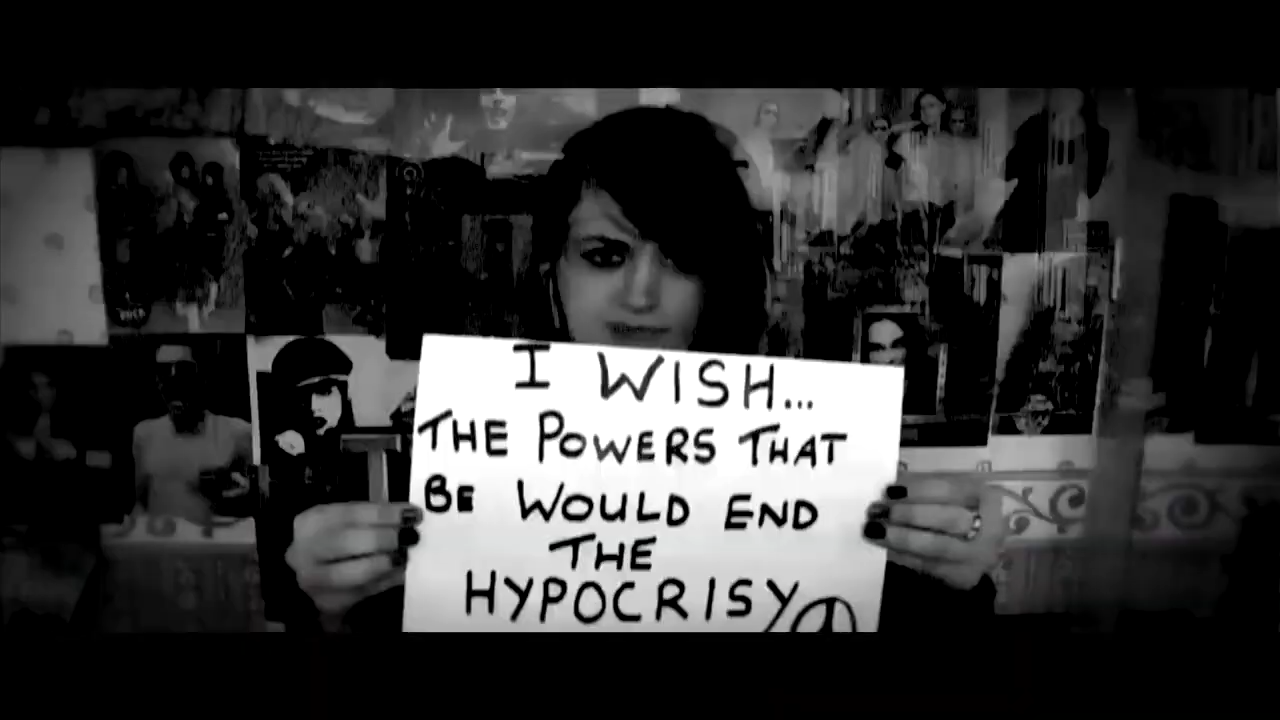 I WISH...
THE POWERS THAT
BE WOULD END
THE
HYPOCRISY